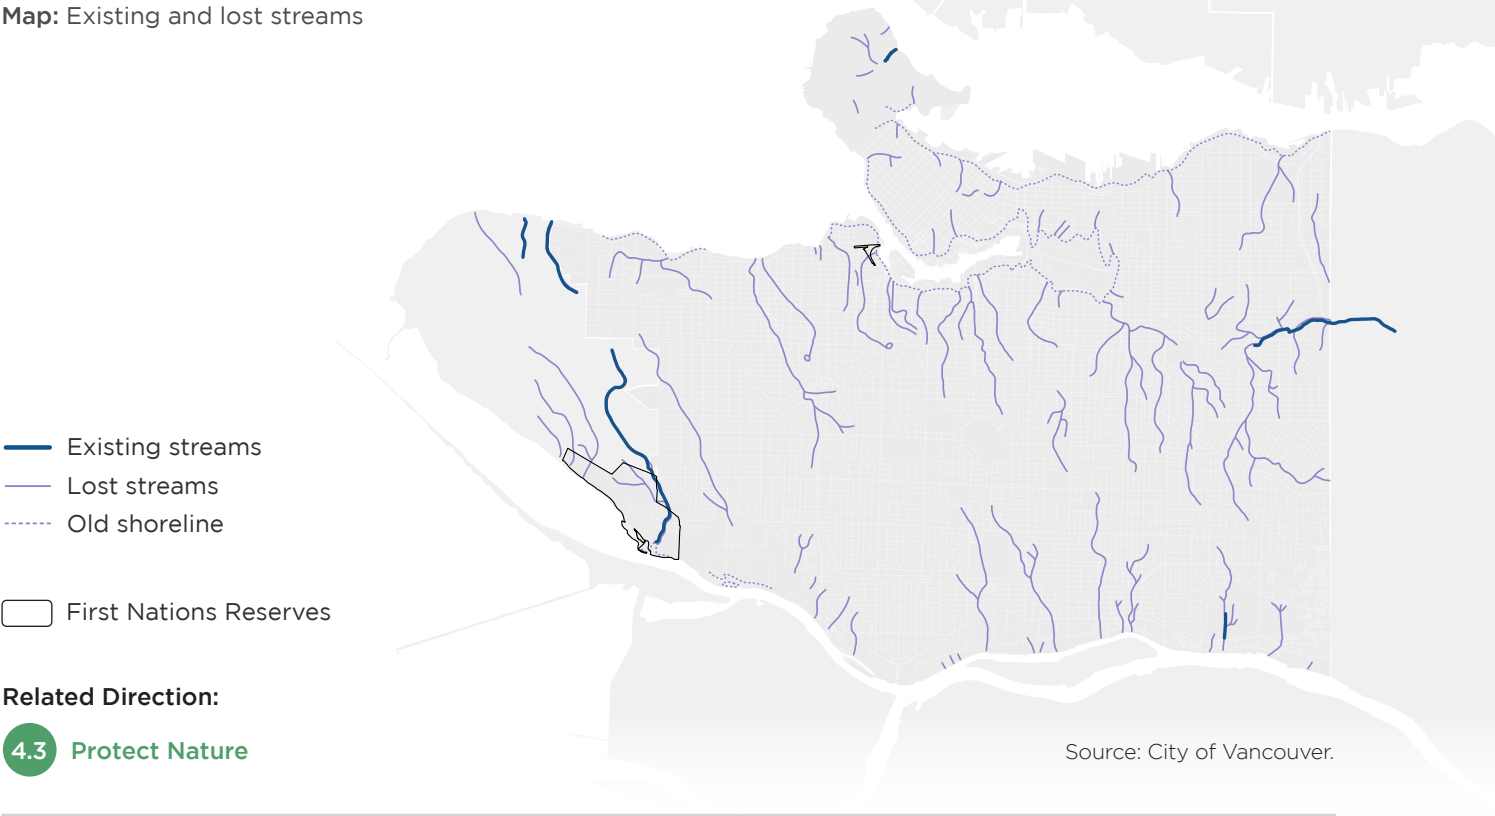 Map: Existing and lost streams
Existing streams
Lost streams
Old shoreline
First Nations Reserves
Related Direction:
4.3 Protect Nature
Source: City of Vancouver.